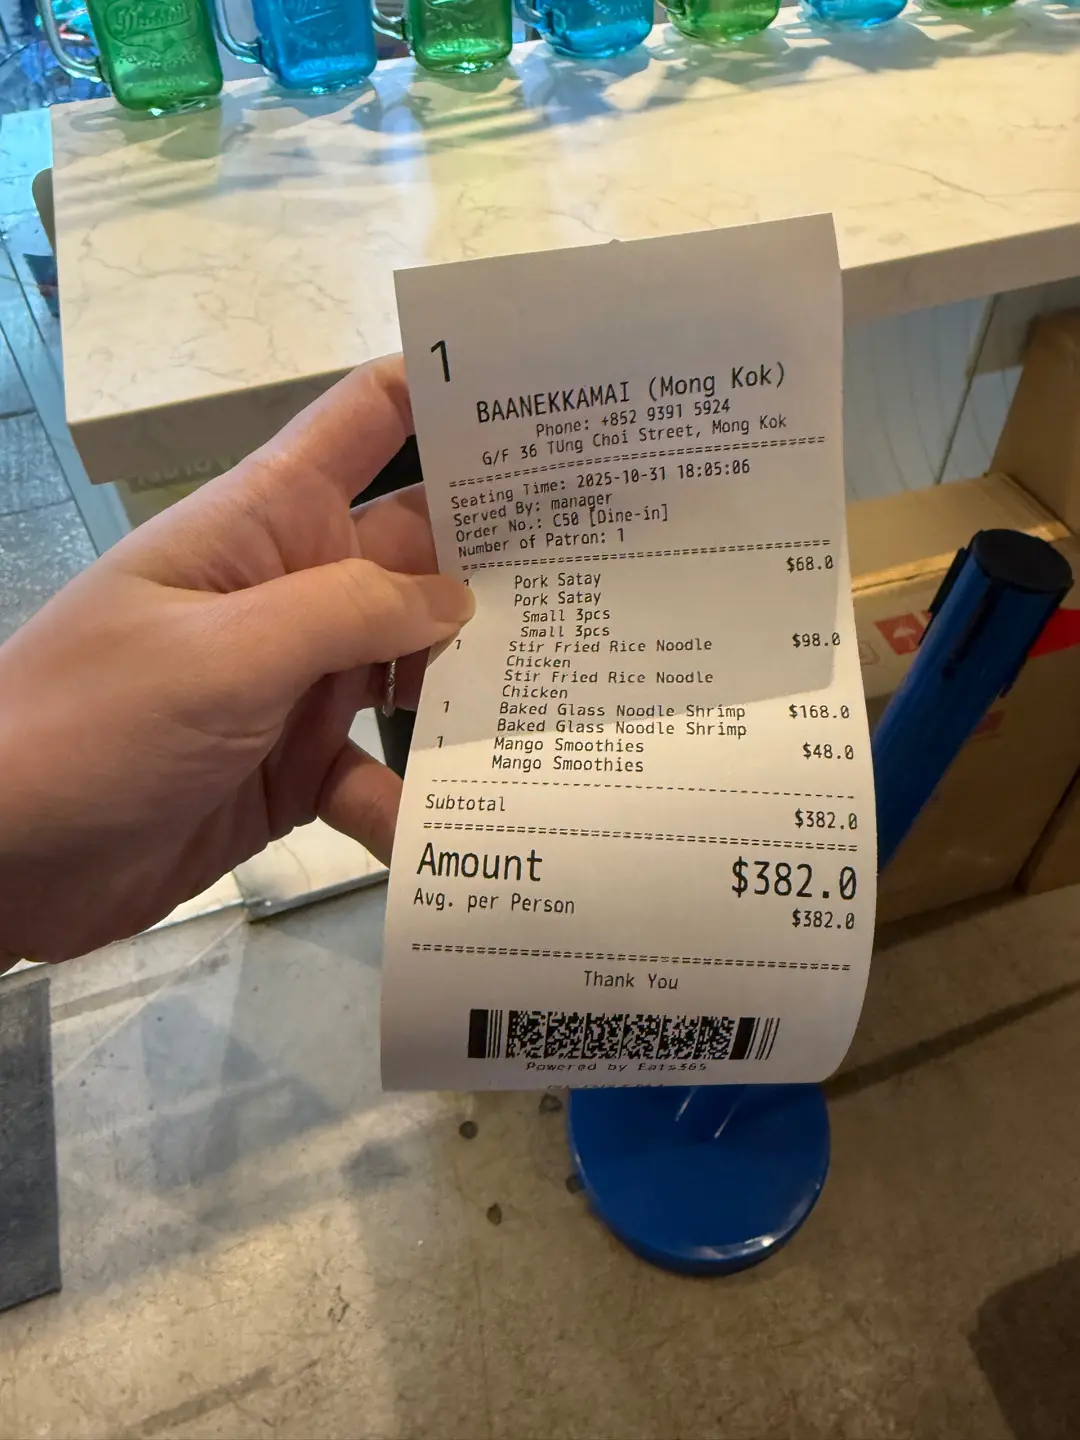 1
BAANEKKAMAI (Mong Kok)
Phone: +852 9391 5924
G/F 36 TUng Choi Street, Mong Kok
Seating Time: 2025-10-31 18:05:06
Served By: manager
Order No.: C50 [Dine-in]
Number of Patron: 1
1 Pork Satay $68.0
Pork Satay
Small 3pcs
Small 3pcs
1 Stir Fried Rice Noodle $98.0
Chicken
Stir Fried Rice Noodle
Chicken
1 Baked Glass Noodle Shrimp $168.0
Baked Glass Noodle Shrimp
1 Mango Smoothies $48.0
Mango Smoothies
Subtotal $382.0
Amount $382.0
Avg. per Person $382.0
Thank You
Powered by Eats365